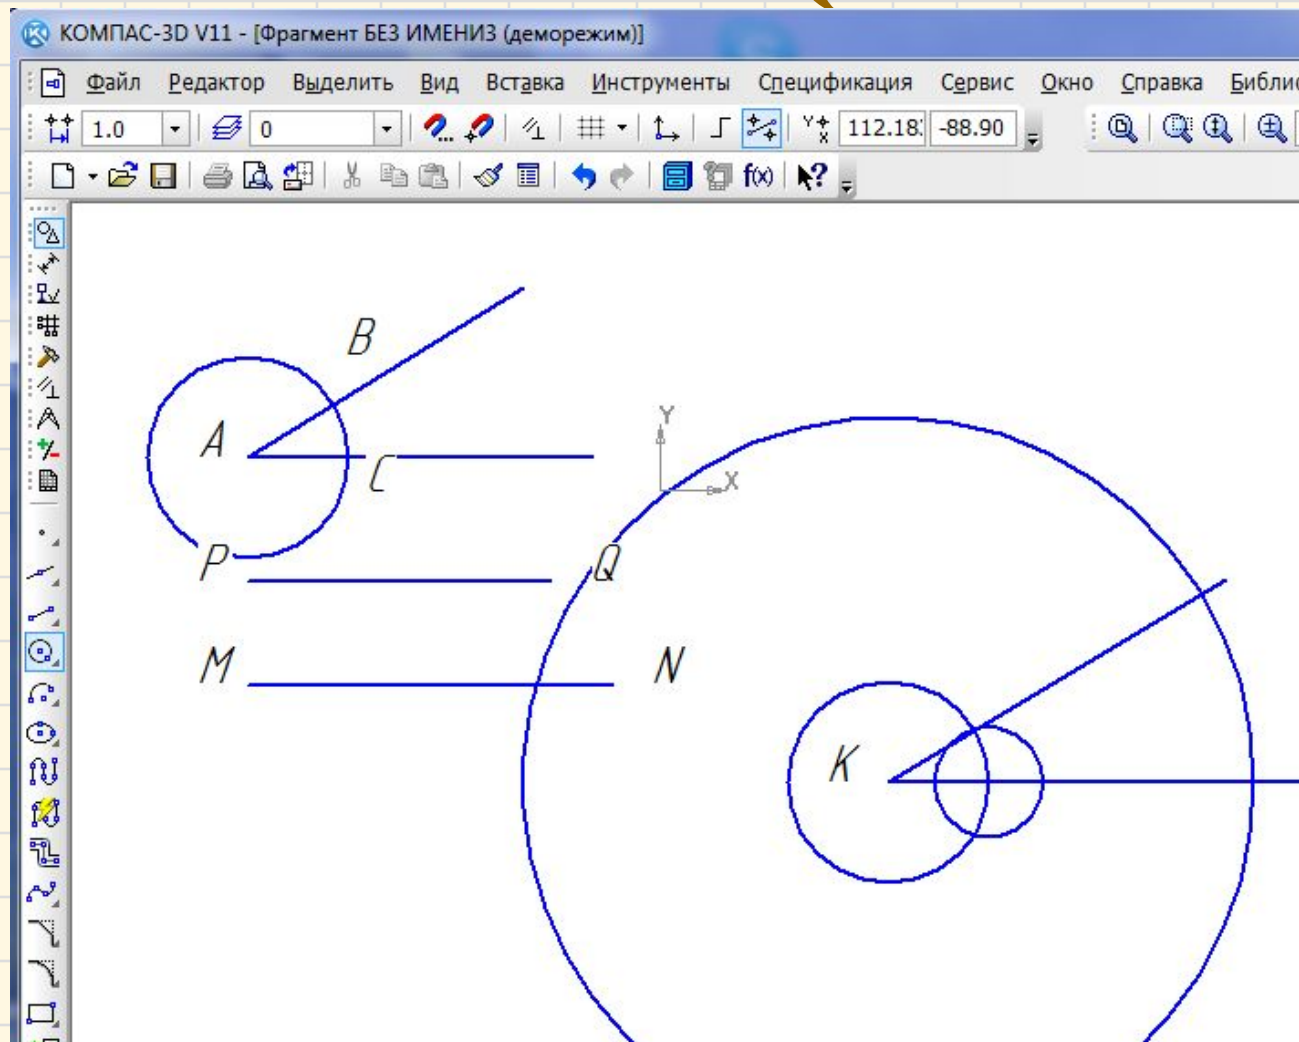 КОМПАС-3D V11 - [Фрагмент БЕЗ ИМЕНИ3 (деморежим)]
Файл Редактор Выделить Вид Вставка Инструменты Спецификация Сервис Окно Справка
1.0 0 Y X 112.18 -88.90
f(x) ?
B
A
C
Y
X
P Q
M N
K